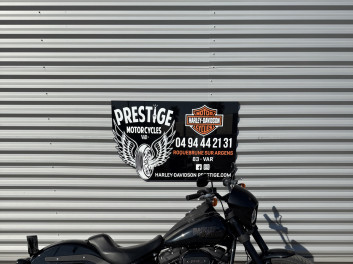 PRESTIGE
MOTORCYCLES
VAR
MOTOR
HARLEY-DAVIDSON
CYCLES
04 94 44 21 31
ROQUEBRUNE SUR ARGENS
83 - VAR
HARLEY-DAVIDSON-PRESTIGE.COM